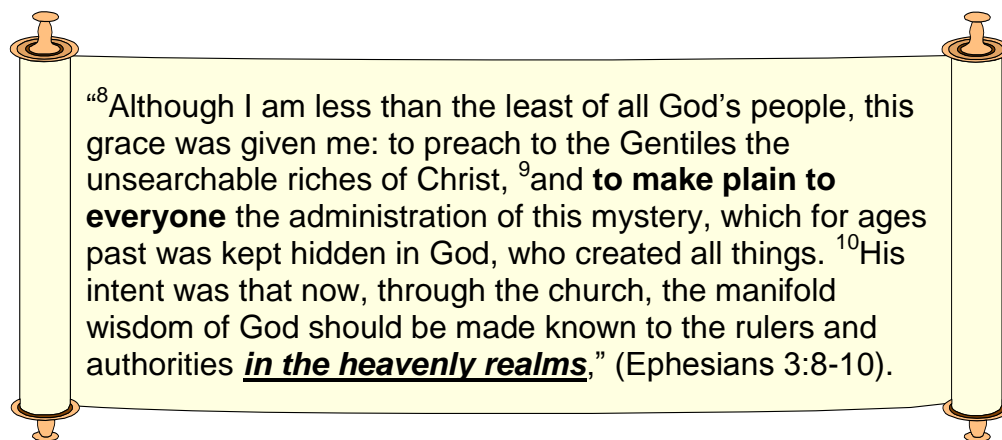 “⁸Although I am less than the least of all God’s people, this
grace was given me: to preach to the Gentiles the
unsearchable riches of Christ, ⁹and to make plain to
everyone the administration of this mystery, which for ages
past was kept hidden in God, who created all things. ¹⁰His
intent was that now, through the church, the manifold
wisdom of God should be made known to the rulers and
authorities in the heavenly realms,” (Ephesians 3:8-10).